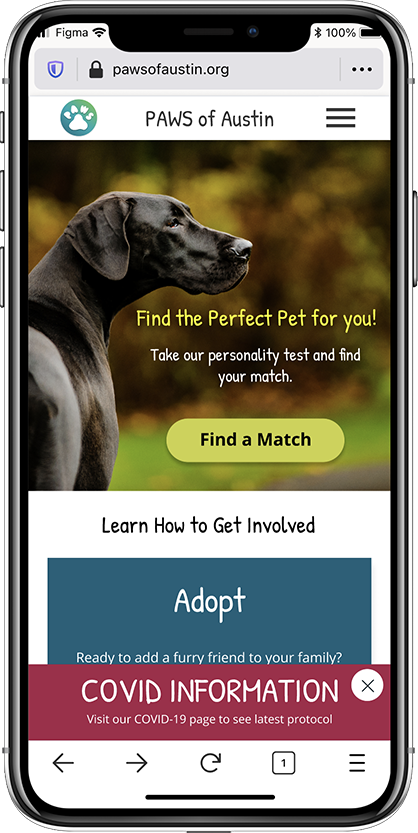 Figma 100%
pawsofaustin.org
PAWS of Austin
Find the Perfect Pet for you!
Take our personality test and find
your match.
Find a Match
Learn How to Get Involved
Adopt
Ready to add a furry friend to your family?
COVID INFORMATION
Visit our COVID-19 page to see latest protocol
1